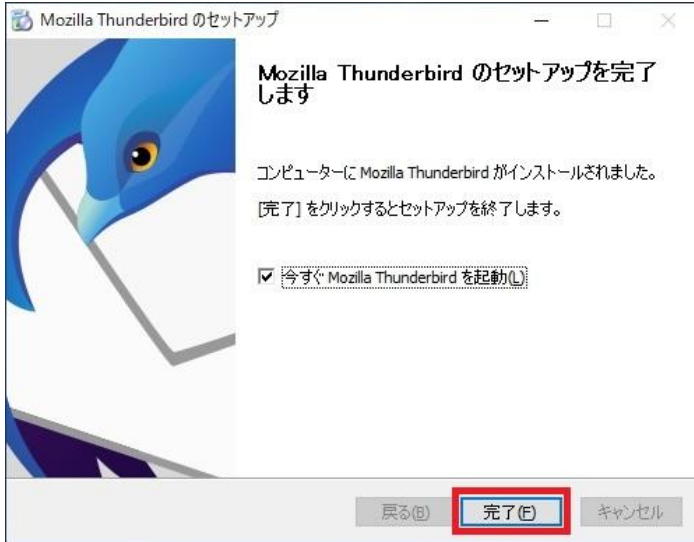 Mozilla Thunderbird のセットアップ
Mozilla Thunderbird のセットアップを完了
します
コンピューターに Mozilla Thunderbird がインストールされました。
[完了] をクリックするとセットアップを終了します。
今すぐ Mozilla Thunderbird を起動(L)
戻る(B) 完了(F) キャンセル